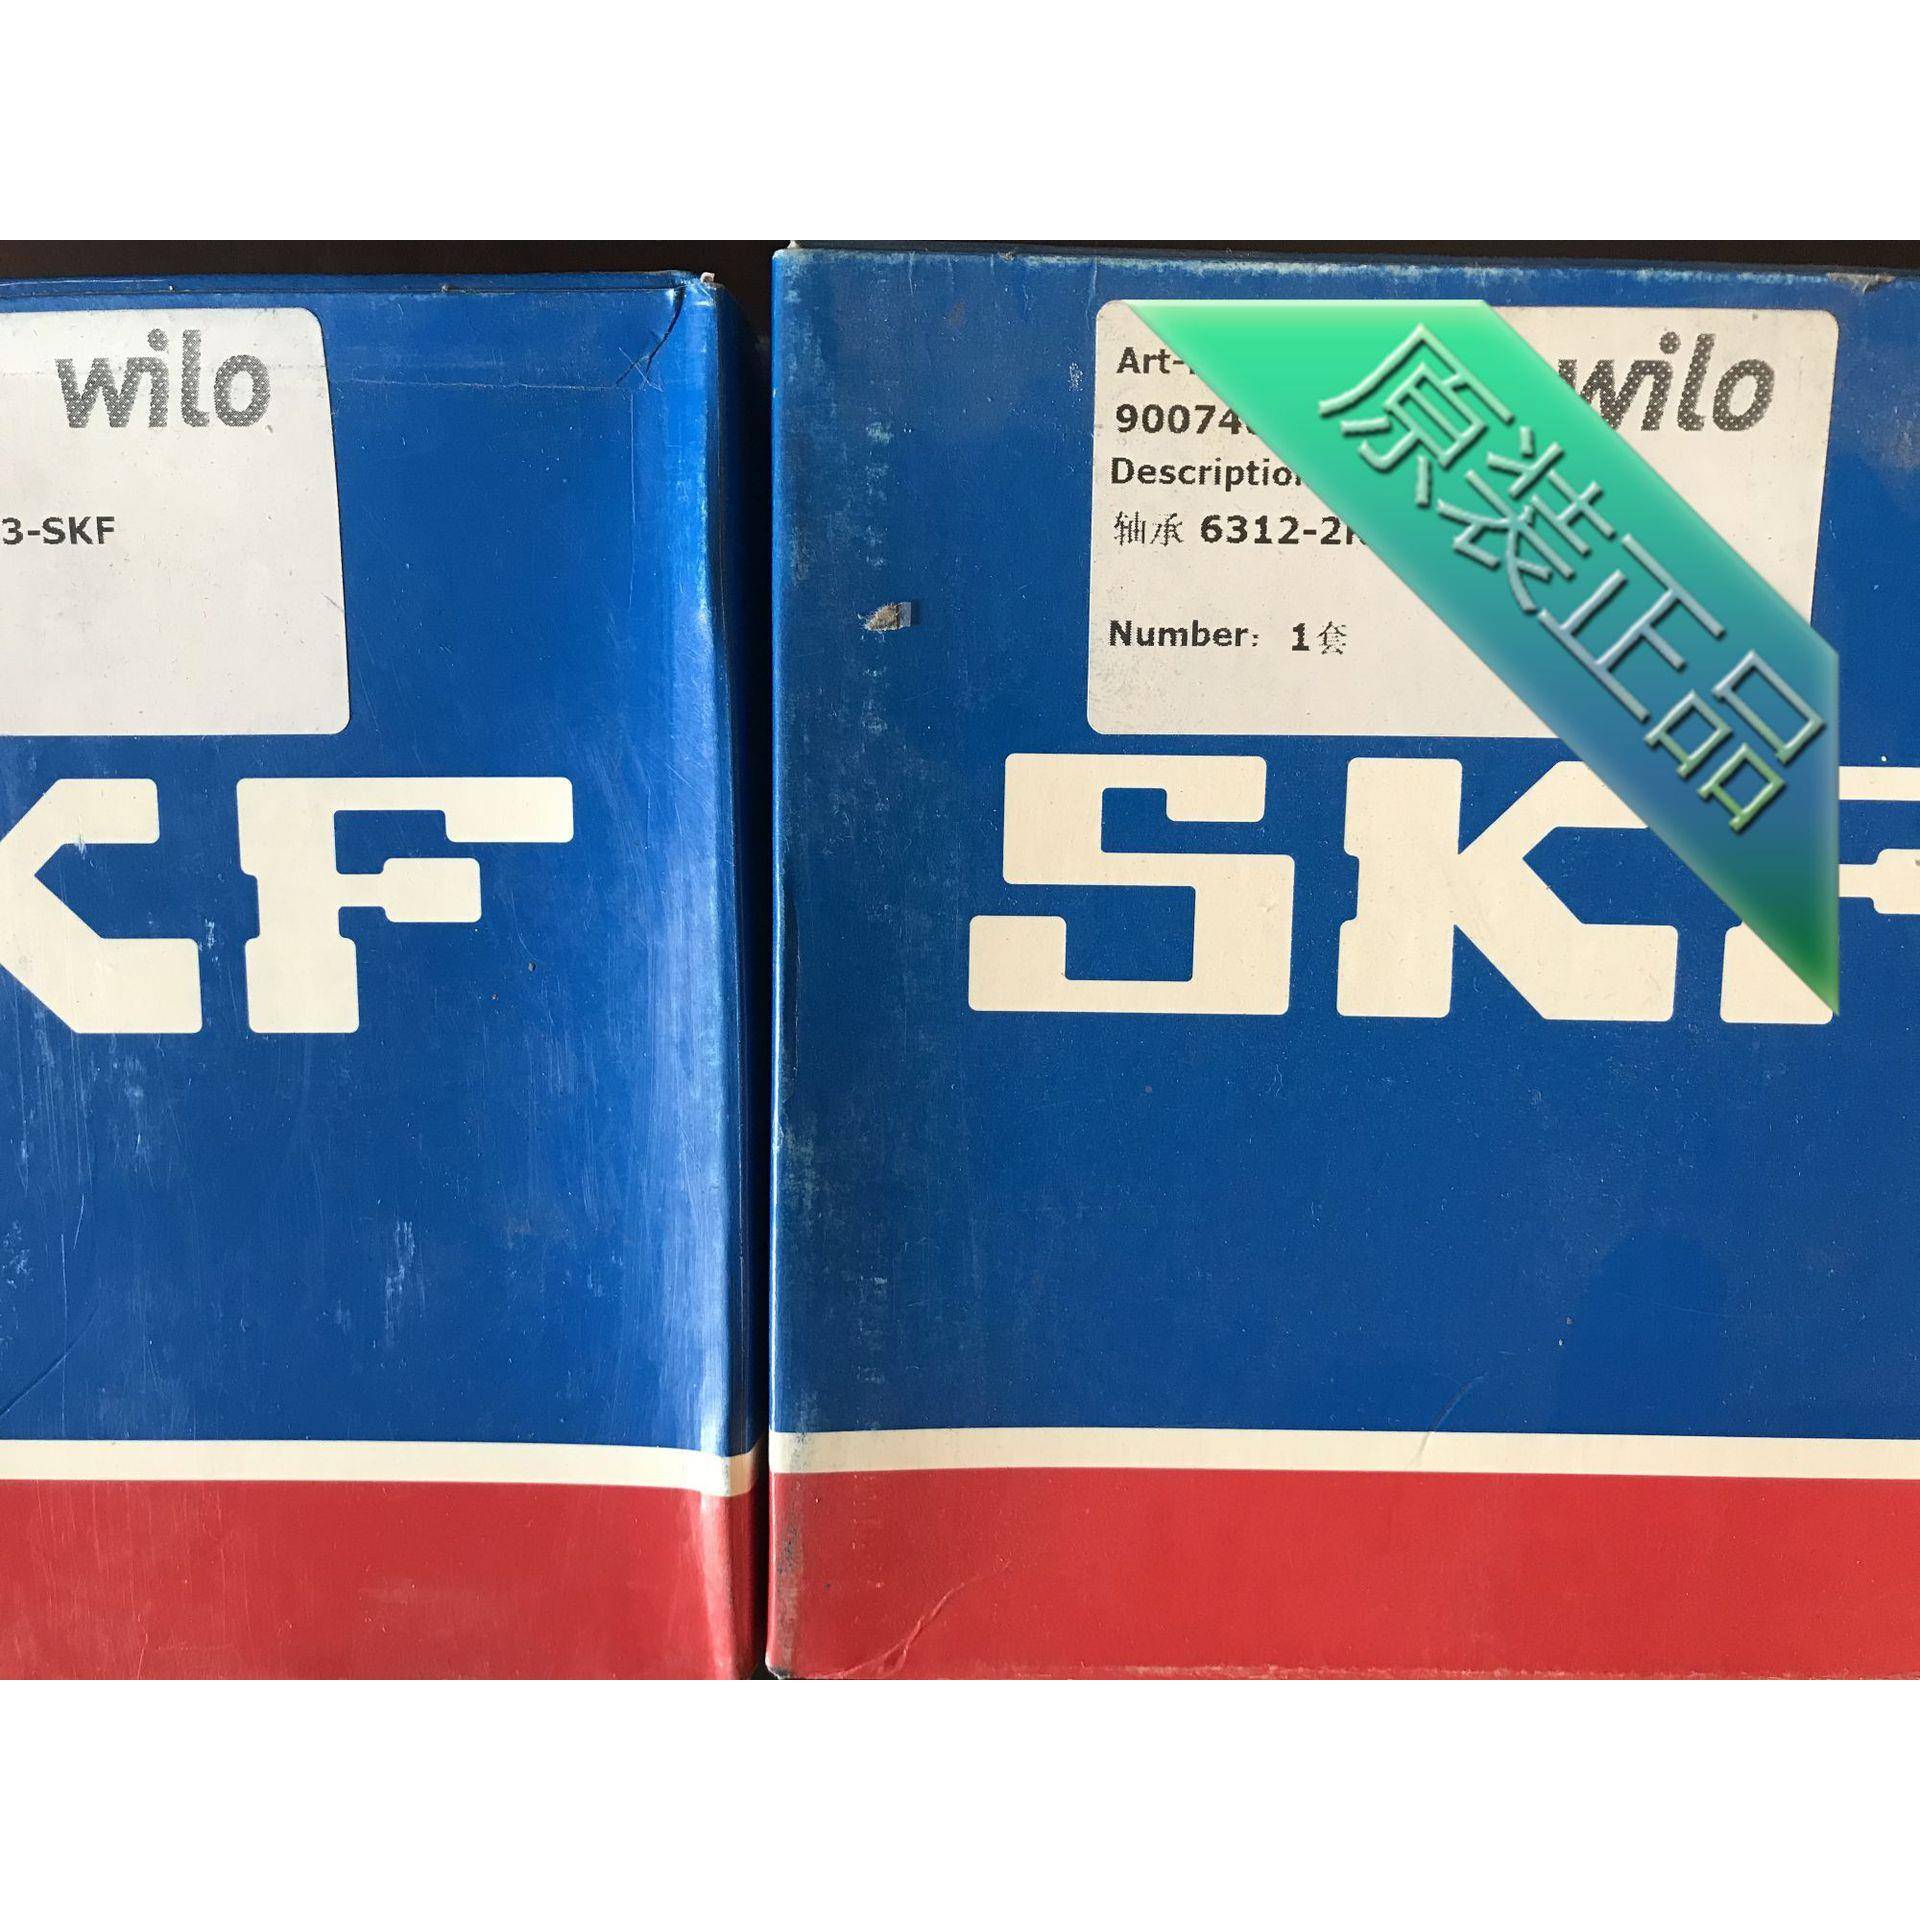 wilo
3-SKF
KF
Art-
wilo
90074
Description
轴承 6312-2
Number: 1套
原装正品
SKF